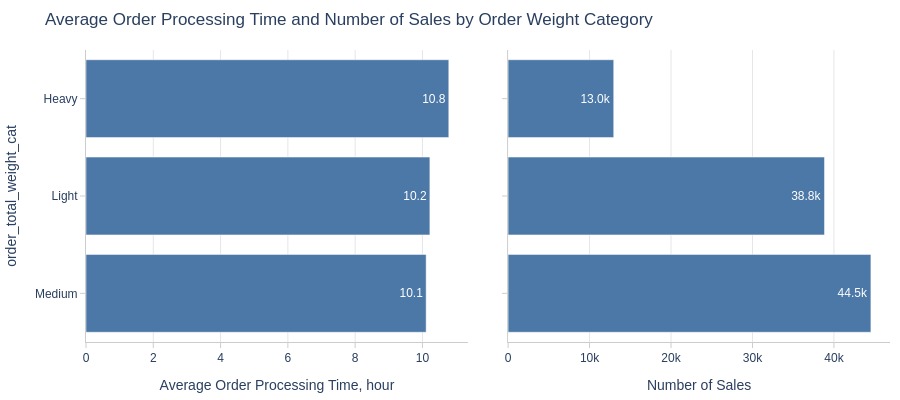 Average Order Processing Time and Number of Sales by Order Weight Category
order_total_weight_cat
Heavy
10.8
13.0k
Light
10.2
38.8k
Medium
10.1
44.5k
0 2 4 6 8 10
0 10k 20k 30k 40k
Average Order Processing Time, hour
Number of Sales